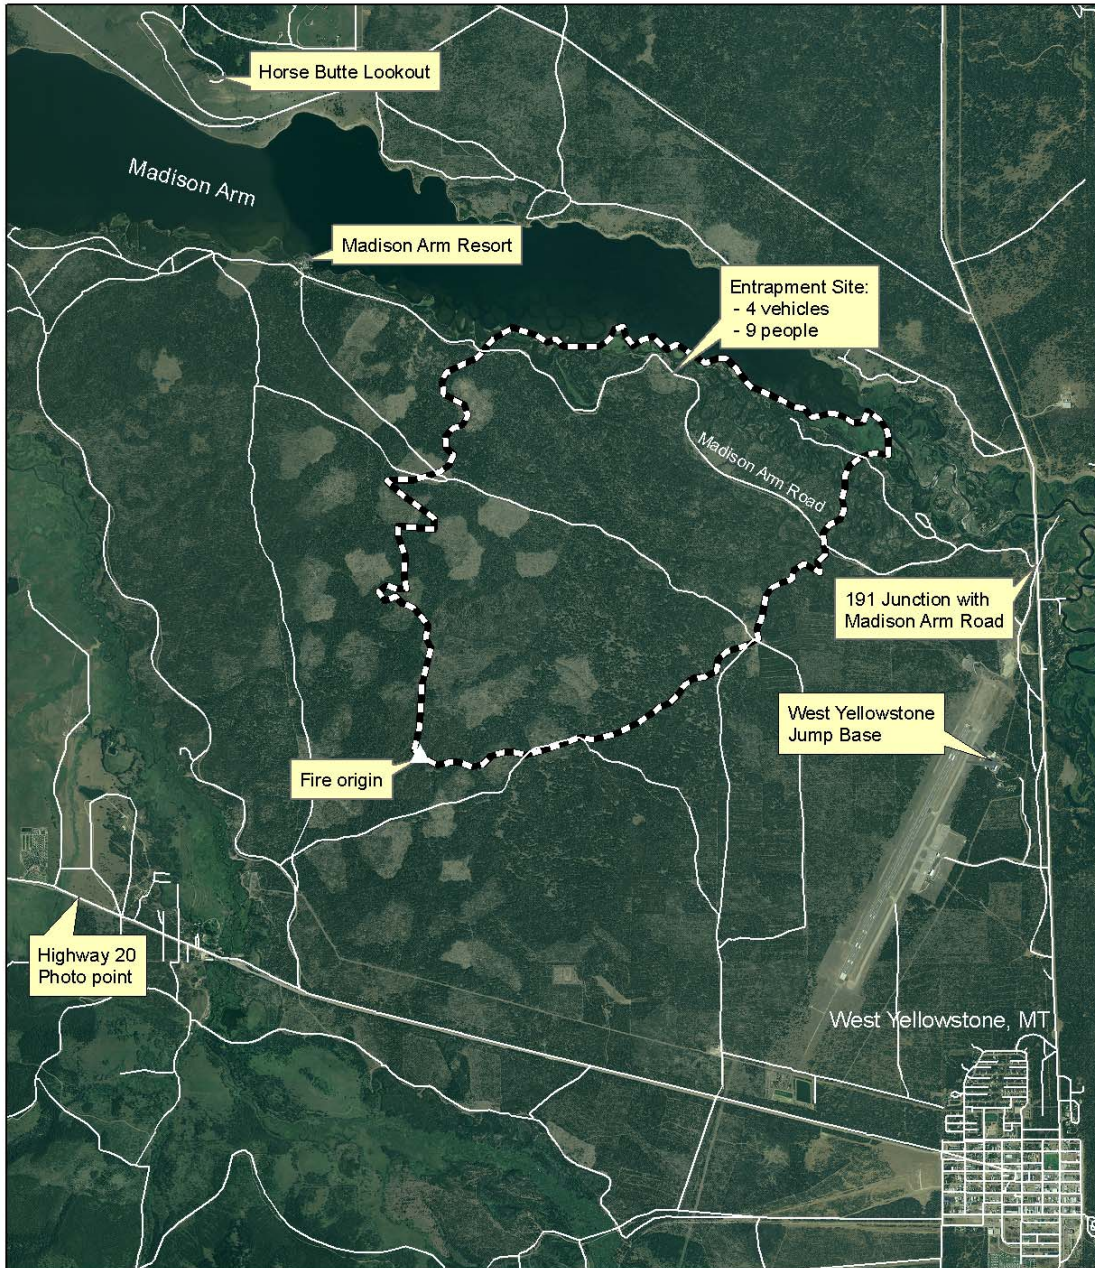 Horse Butte Lookout
Madison Arm
Madison Arm Resort
Entrapment Site:
- 4 vehicles
- 9 people
Madison Arm Road
191 Junction with
Madison Arm Road
West Yellowstone
Jump Base
Fire origin
Highway 20
Photo point
West Yellowstone, MT